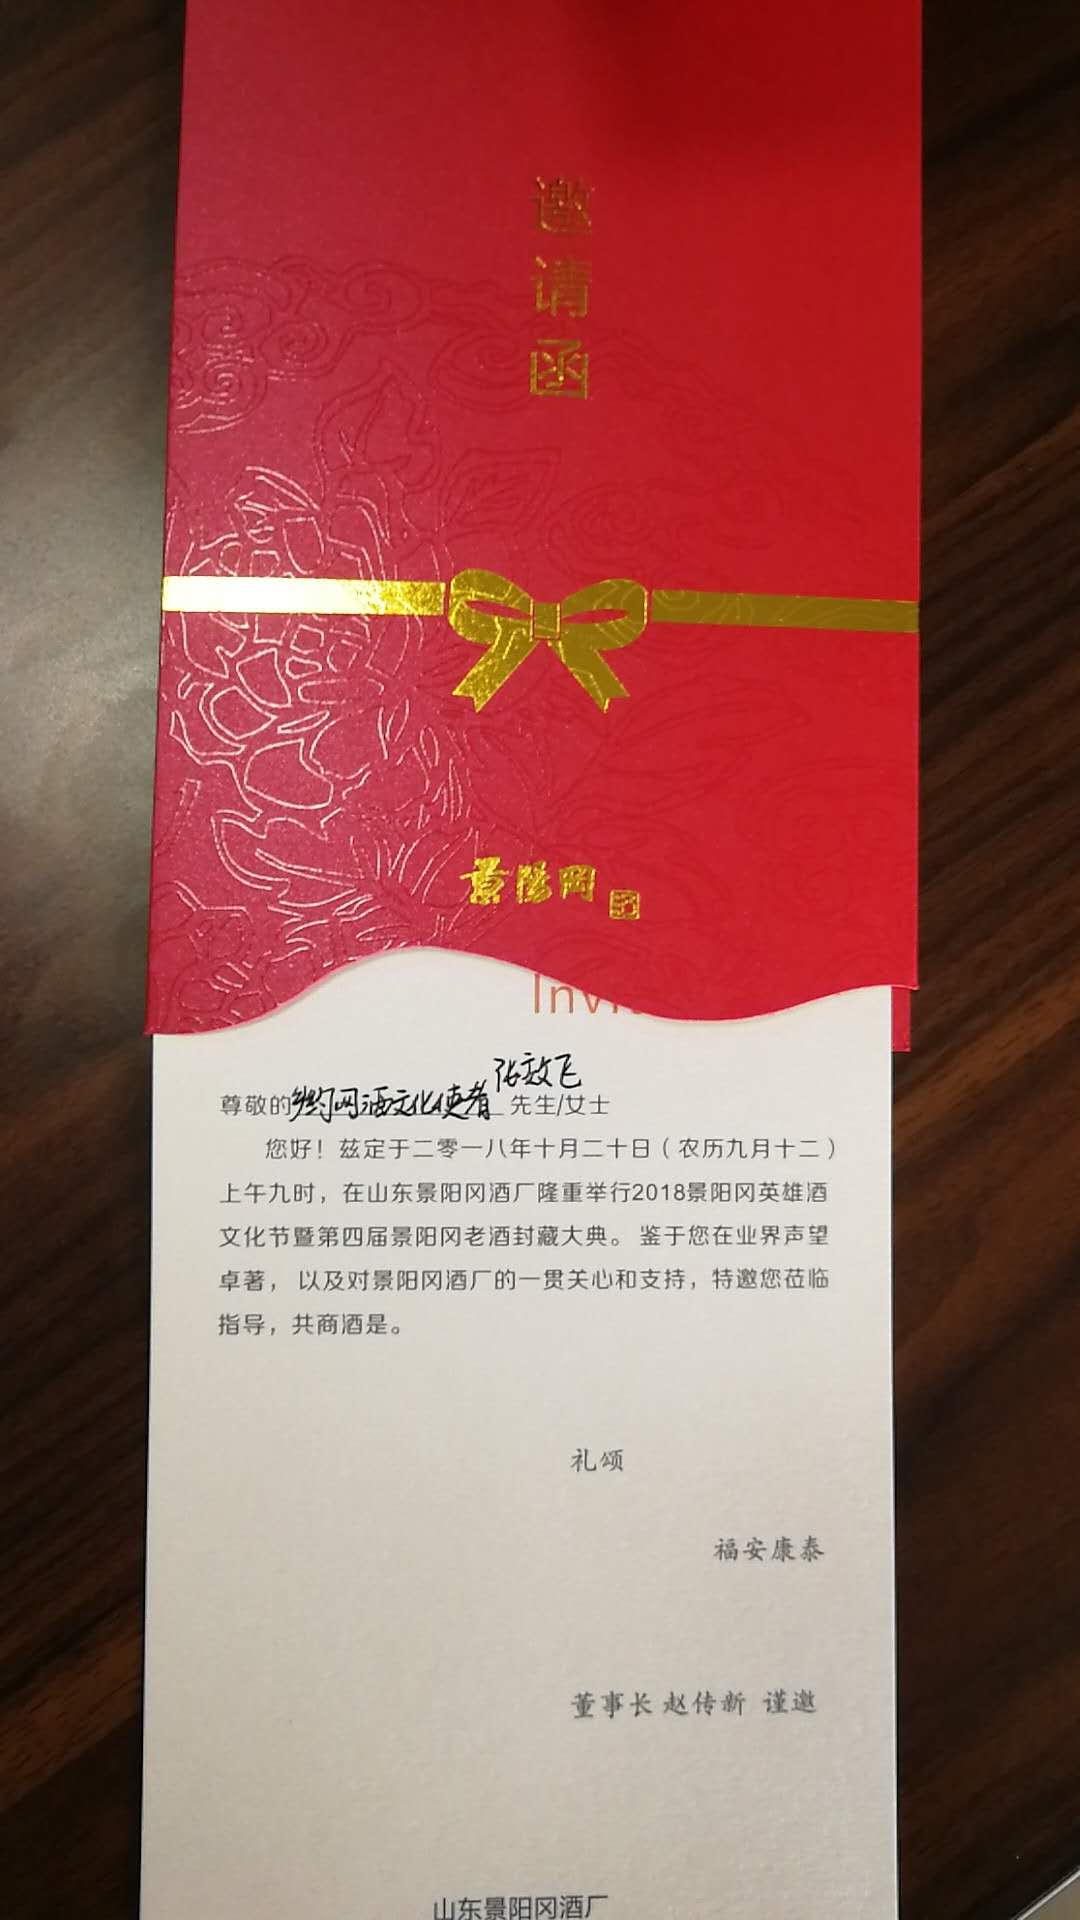 邀请函
景阳冈
Invi
张效飞
尊敬的乡约网酒文化使者 先生/女士
您好！兹定于二零一八年十月二十日（农历九月十二）
上午九时，在山东景阳冈酒厂隆重举行2018景阳冈英雄酒
文化节暨第四届景阳冈老酒封藏大典。鉴于您在业界声望
卓著，以及对景阳冈酒厂的一贯关心和支持，特邀您莅临
指导，共商酒是。
礼颂
福安康泰
董事长 赵传新 谨邀
山东景阳冈酒厂